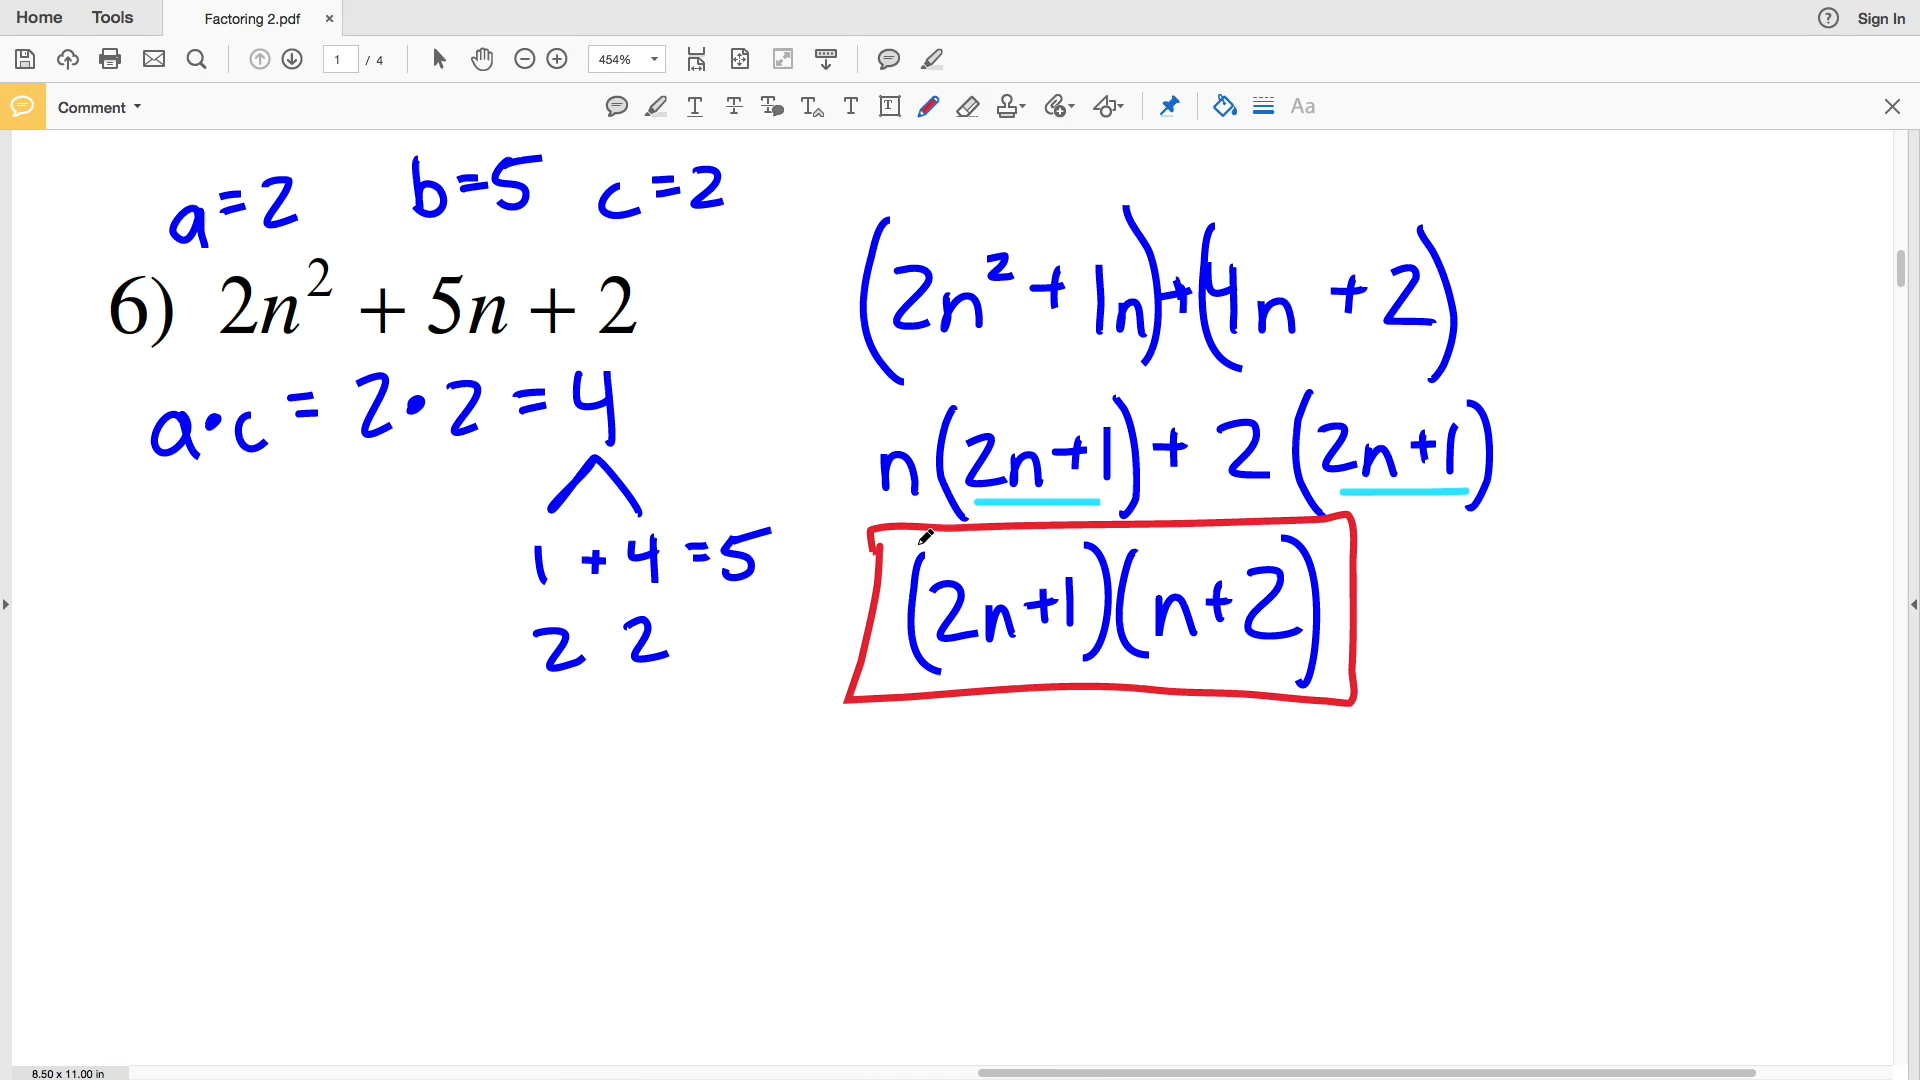 Home Tools Factoring 2.pdf × ? Sign In
1 / 4 454%
Comment T T T T T T Aa
a = 2 b = 5 c = 2
6) 2n² + 5n + 2
a • c = 2 • 2 = 4
1 + 4 = 5
2 2
(2n² + 1n) + (4n + 2)
n(2n + 1) + 2(2n + 1)
(2n + 1)(n + 2)
8.50 x 11.00 in